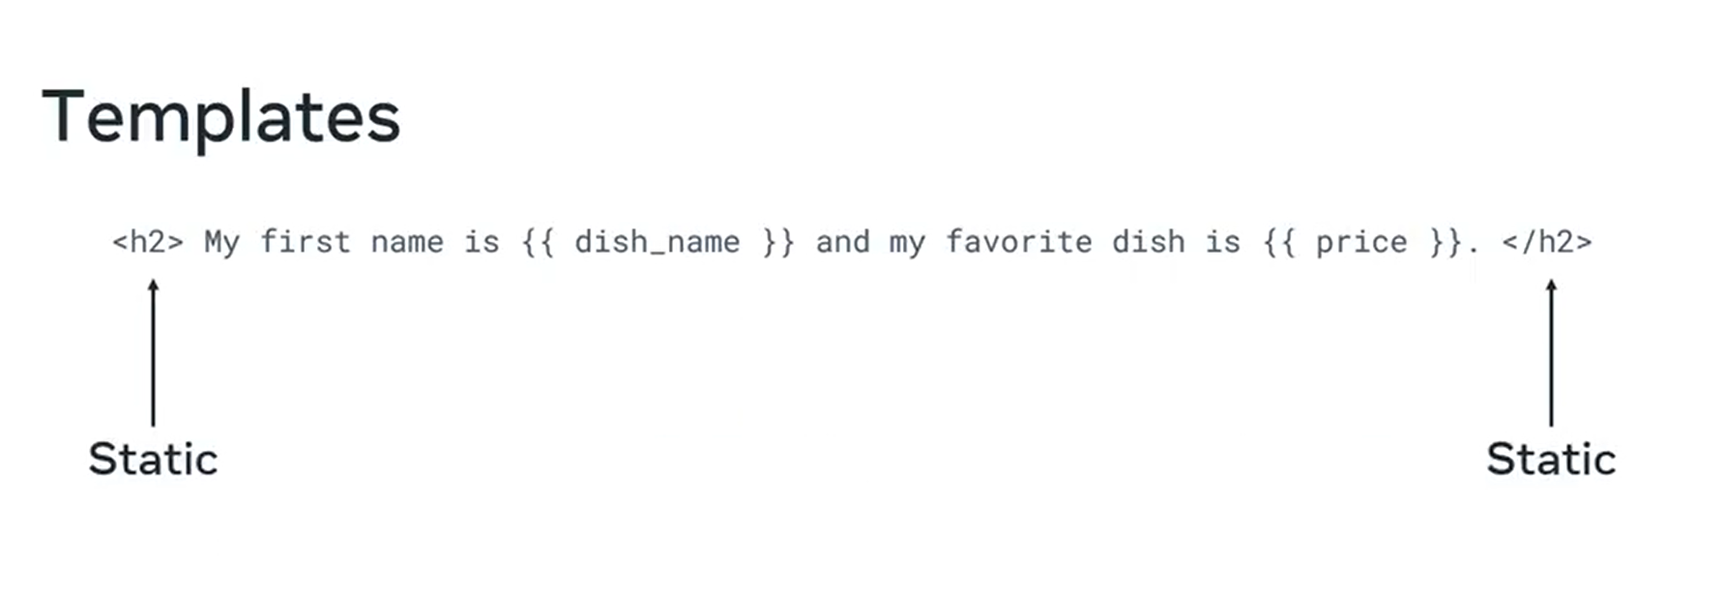 Templates
<h2> My first name is {{ dish_name }} and my favorite dish is {{ price }}. </h2>
Static
Static